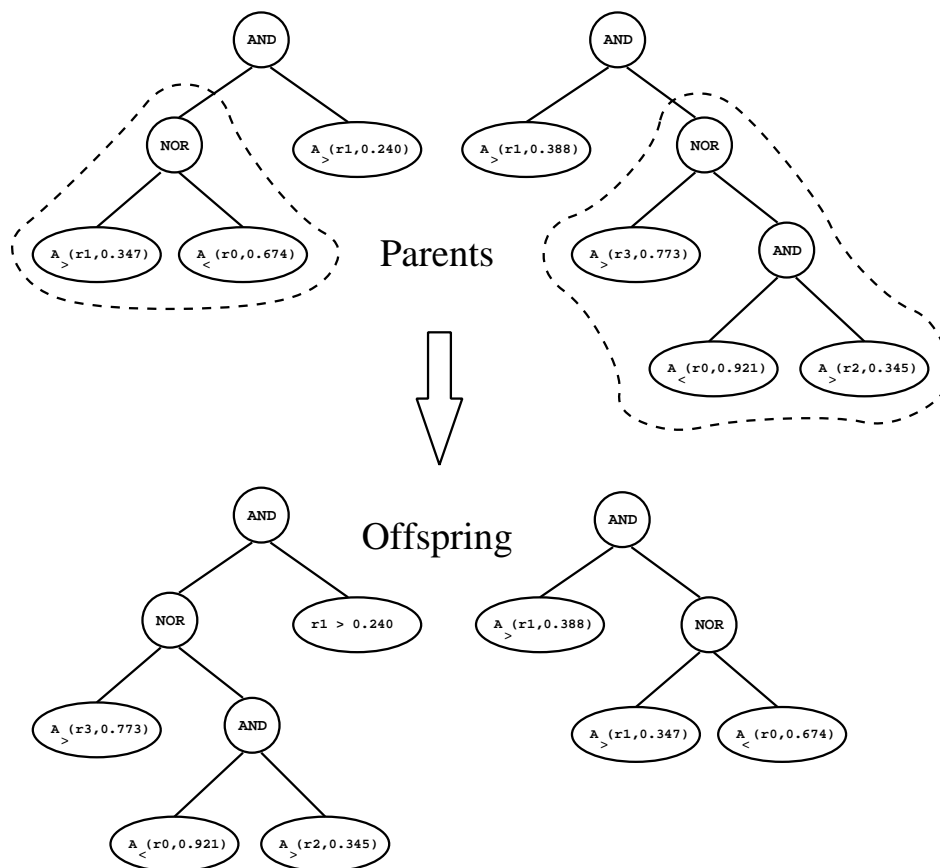 AND
AND
NOR
A>(r1,0.240)
A>(r1,0.388)
NOR
A>(r1,0.347)
A<(r0,0.674)
Parents
A>(r3,0.773)
AND
A<(r0,0.921)
A>(r2,0.345)
AND
AND
Offspring
NOR
r1 > 0.240
A>(r1,0.388)
NOR
A>(r3,0.773)
AND
A>(r1,0.347)
A<(r0,0.674)
A<(r0,0.921)
A>(r2,0.345)